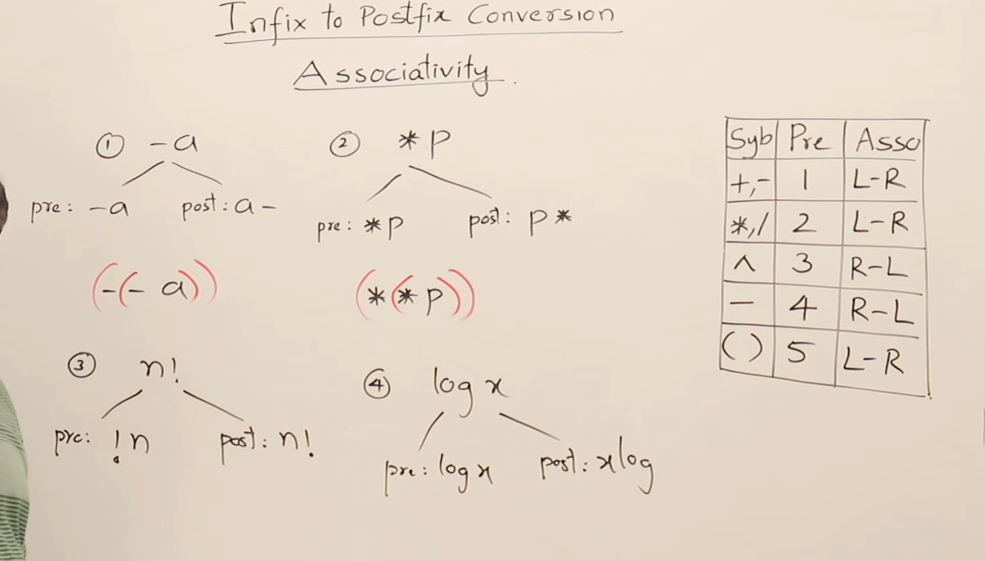 Infix to Postfix Conversion
Associativity
① -a
pre: -a post: a-
(-(- a))
② *p
pre: *p post: p*
(*(*p))
③ n!
pre: !n post: n!
④ log x
pre: log x post: x log
Syb Pre Asso
+,- 1 L-R
*,/ 2 L-R
^ 3 R-L
- 4 R-L
( ) 5 L-R